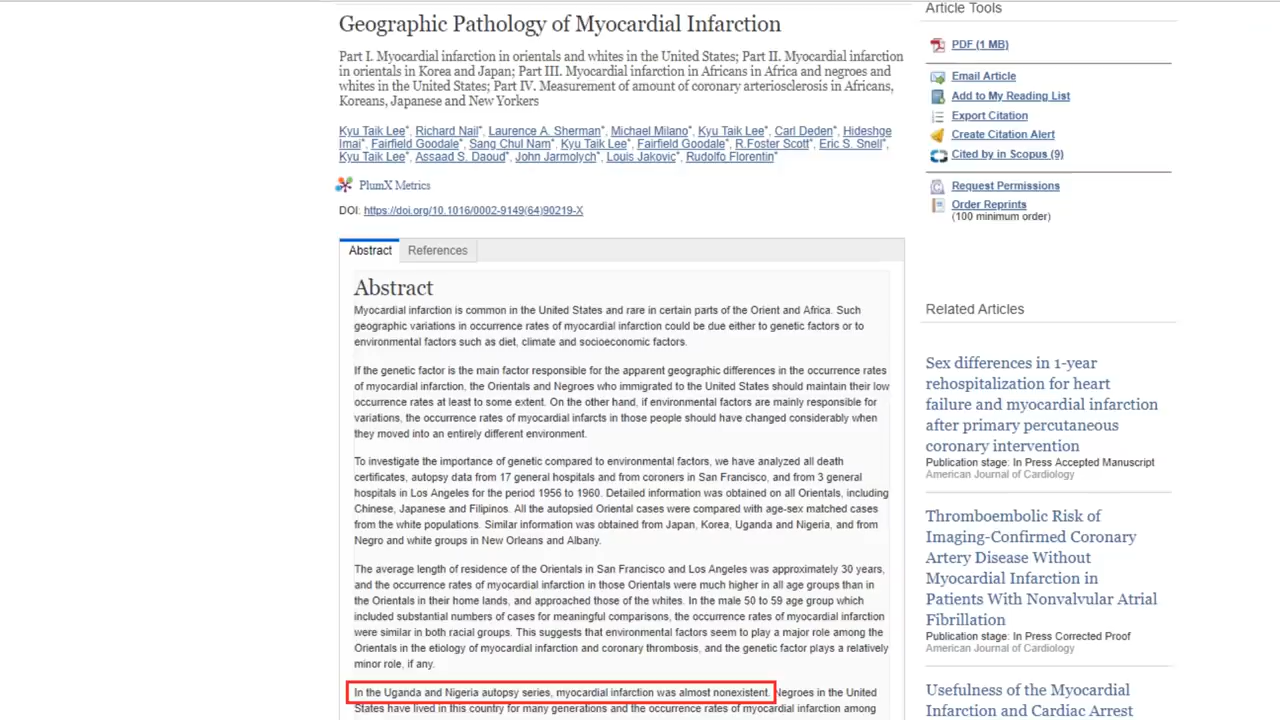 Geographic Pathology of Myocardial Infarction
Part I. Myocardial infarction in orientals and whites in the United States; Part II. Myocardial infarction
in orientals in Korea and Japan; Part III. Myocardial infarction in Africans in Africa and negroes and
whites in the United States; Part IV. Measurement of amount of coronary arteriosclerosis in Africans,
Koreans, Japanese and New Yorkers
Kyu Taik Lee*, Richard Nail*, Laurence A. Sherman*, Michael Milano*, Kyu Taik Lee*, Carl Deden*, Hideshge
Imai*, Fairfield Goodale*, Sang Chul Nam*, Kyu Taik Lee*, Fairfield Goodale*, R.Foster Scott*, Eric S. Snell*,
Kyu Taik Lee*, Assaad S. Daoud*, John Jarmolych*, Louis Jakovic*, Rudolfo Florentin*
PlumX Metrics
DOI: https://doi.org/10.1016/0002-9149(64)90219-X
Abstract
References
Abstract
Myocardial infarction is common in the United States and rare in certain parts of the Orient and Africa. Such
geographic variations in occurrence rates of myocardial infarction could be due either to genetic factors or to
environmental factors such as diet, climate and socioeconomic factors.
If the genetic factor is the main factor responsible for the apparent geographic differences in the occurrence rates
of myocardial infarction, the Orientals and Negroes who immigrated to the United States should maintain their low
occurrence rates at least to some extent. On the other hand, if environmental factors are mainly responsible for
variations, the occurrence rates of myocardial infarcts in those people should have changed considerably when
they moved into an entirely different environment.
To investigate the importance of genetic compared to environmental factors, we have analyzed all death
certificates, autopsy data from 17 general hospitals and from coroners in San Francisco, and from 3 general
hospitals in Los Angeles for the period 1956 to 1960. Detailed information was obtained on all Orientals, including
Chinese, Japanese and Filipinos. All the autopsied Oriental cases were compared with age-sex matched cases
from the white populations. Similar information was obtained from Japan, Korea, Uganda and Nigeria, and from
Negro and white groups in New Orleans and Albany.
The average length of residence of the Orientals in San Francisco and Los Angeles was approximately 30 years,
and the occurrence rates of myocardial infarction in those Orientals were much higher in all age groups than in
the Orientals in their home lands, and approached those of the whites. In the male 50 to 59 age group which
included substantial numbers of cases for meaningful comparisons, the occurrence rates of myocardial infarction
were similar in both racial groups. This suggests that environmental factors seem to play a major role among the
Orientals in the etiology of myocardial infarction and coronary thrombosis, and the genetic factor plays a relatively
minor role, if any.
In the Uganda and Nigeria autopsy series, myocardial infarction was almost nonexistent. Negroes in the United
States have lived in this country for many generations and the occurrence rates of myocardial infarction among
Article Tools
PDF (1 MB)
Email Article
Add to My Reading List
Export Citation
Create Citation Alert
Cited by in Scopus (9)
Request Permissions
Order Reprints
(100 minimum order)
Related Articles
Sex differences in 1-year
rehospitalization for heart
failure and myocardial infarction
after primary percutaneous
coronary intervention
Publication stage: In Press Accepted Manuscript
American Journal of Cardiology
Thromboembolic Risk of
Imaging-Confirmed Coronary
Artery Disease Without
Myocardial Infarction in
Patients With Nonvalvular Atrial
Fibrillation
Publication stage: In Press Corrected Proof
American Journal of Cardiology
Usefulness of the Myocardial
Infarction and Cardiac Arrest